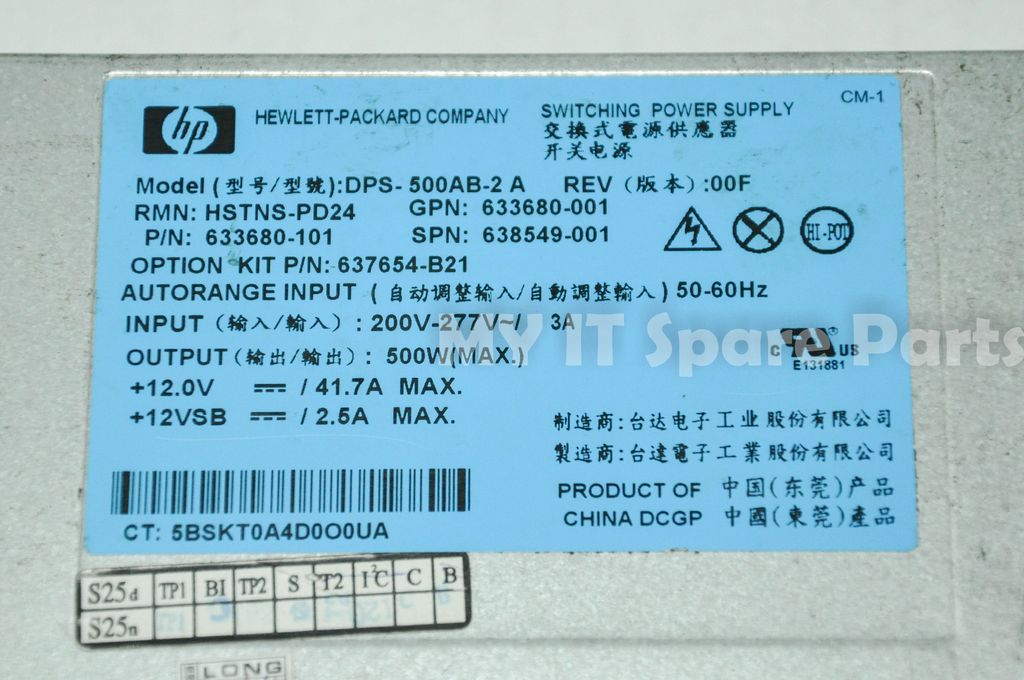 hp
HEWLETT-PACKARD COMPANY
SWITCHING POWER SUPPLY
交換式電源供應器
开关电源
CM-1
Model (型号/型號):DPS-500AB-2 A REV (版本):00F
RMN: HSTNS-PD24 GPN: 633680-001
P/N: 633680-101 SPN: 638549-001
HI-POT
OPTION KIT P/N: 637654-B21
AUTORANGE INPUT (自动调整输入/自動調整輸入) 50-60Hz
INPUT (输入/輸入): 200V-277V~/ 3A
MY IT Spare Parts
OUTPUT (输出/輸出): 500W(MAX.)
+12.0V ⎓ / 41.7A MAX.
+12VSB ⎓ / 2.5A MAX.
c US ®
E131881
制造商:台达电子工业股份有限公司
製造商:台達電子工業股份有限公司
PRODUCT OF 中国(东莞)产品
CHINA DCGP 中國(東莞)產品
CT: 5BSKT0A4D0O0UA
S25d TP1 BI TP2 S T2 I²C C B
S25n
LONG